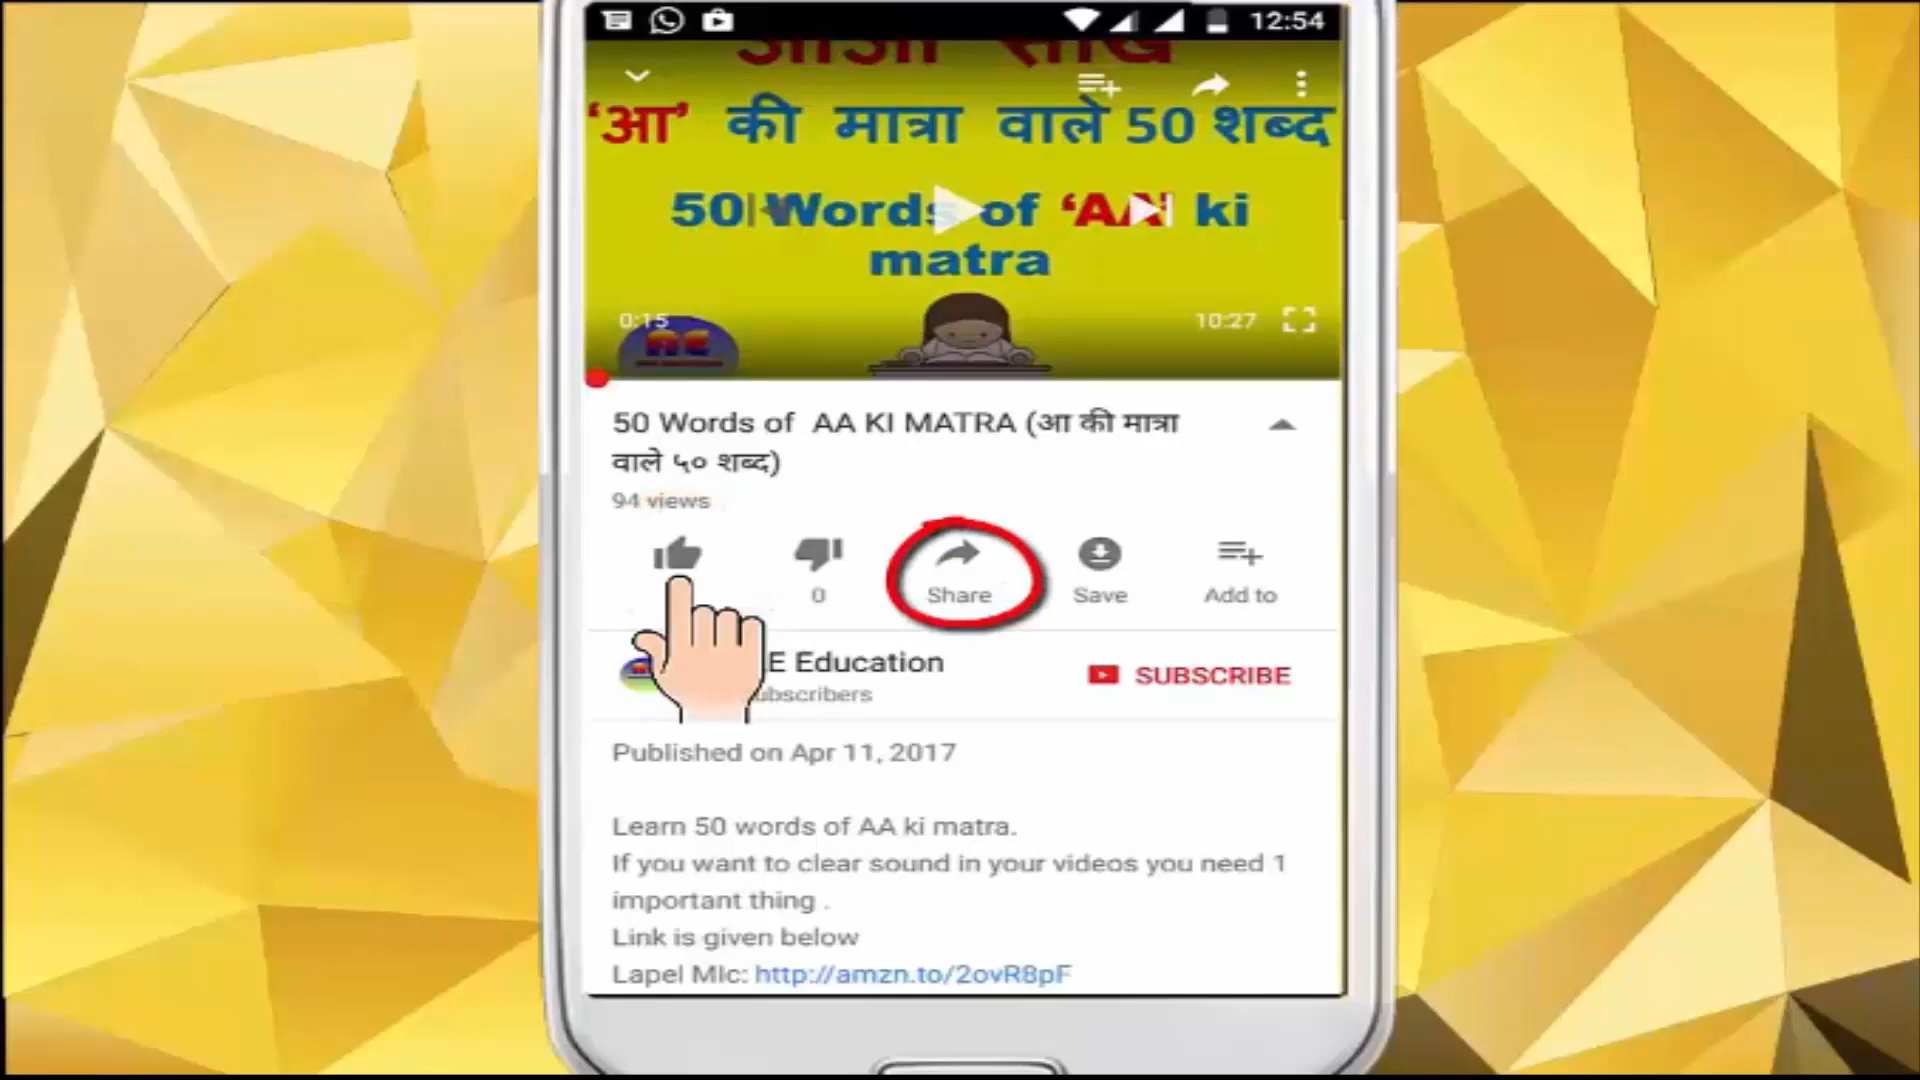 12:54
‘आ’ की मात्रा वाले 50 शब्द
50 Words of ‘AA’ ki
matra
0:15
10:27
AE
50 Words of AA KI MATRA (आ की मात्रा
वाले ५० शब्द)
94 views
0
Share
Save
Add to
E Education
ubscribers
SUBSCRIBE
Published on Apr 11, 2017
Learn 50 words of AA ki matra.
If you want to clear sound in your videos you need 1
important thing .
Link is given below
Lapel MIc: http://amzn.to/2ovR8pF